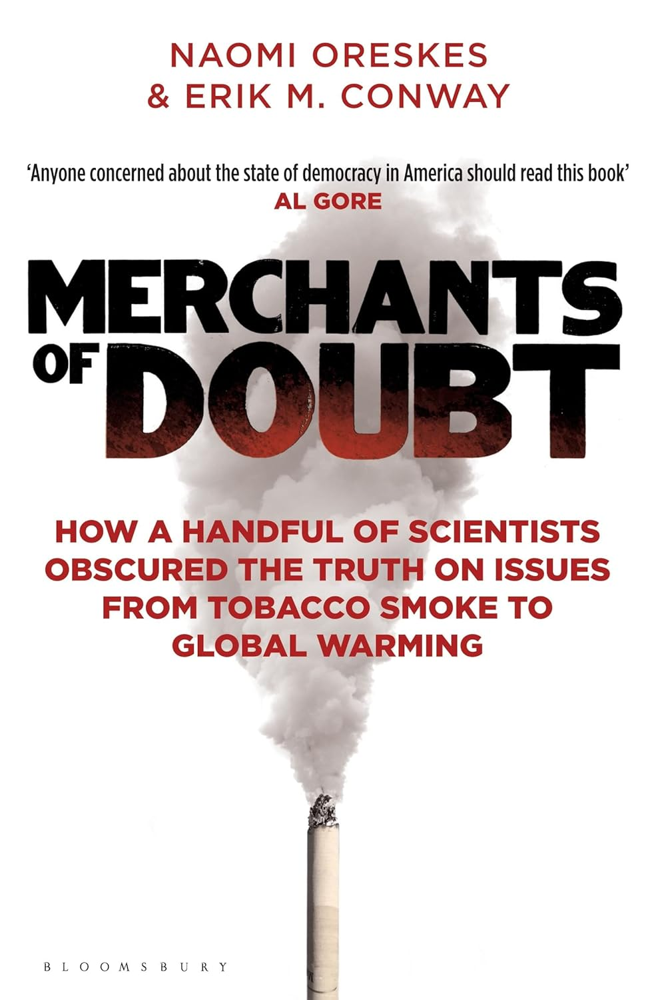 NAOMI ORESKES
& ERIK M. CONWAY
‘Anyone concerned about the state of democracy in America should read this book’
AL GORE
MERCHANTS
OF DOUBT
HOW A HANDFUL OF SCIENTISTS
OBSCURED THE TRUTH ON ISSUES
FROM TOBACCO SMOKE TO
GLOBAL WARMING
BLOOMSBURY